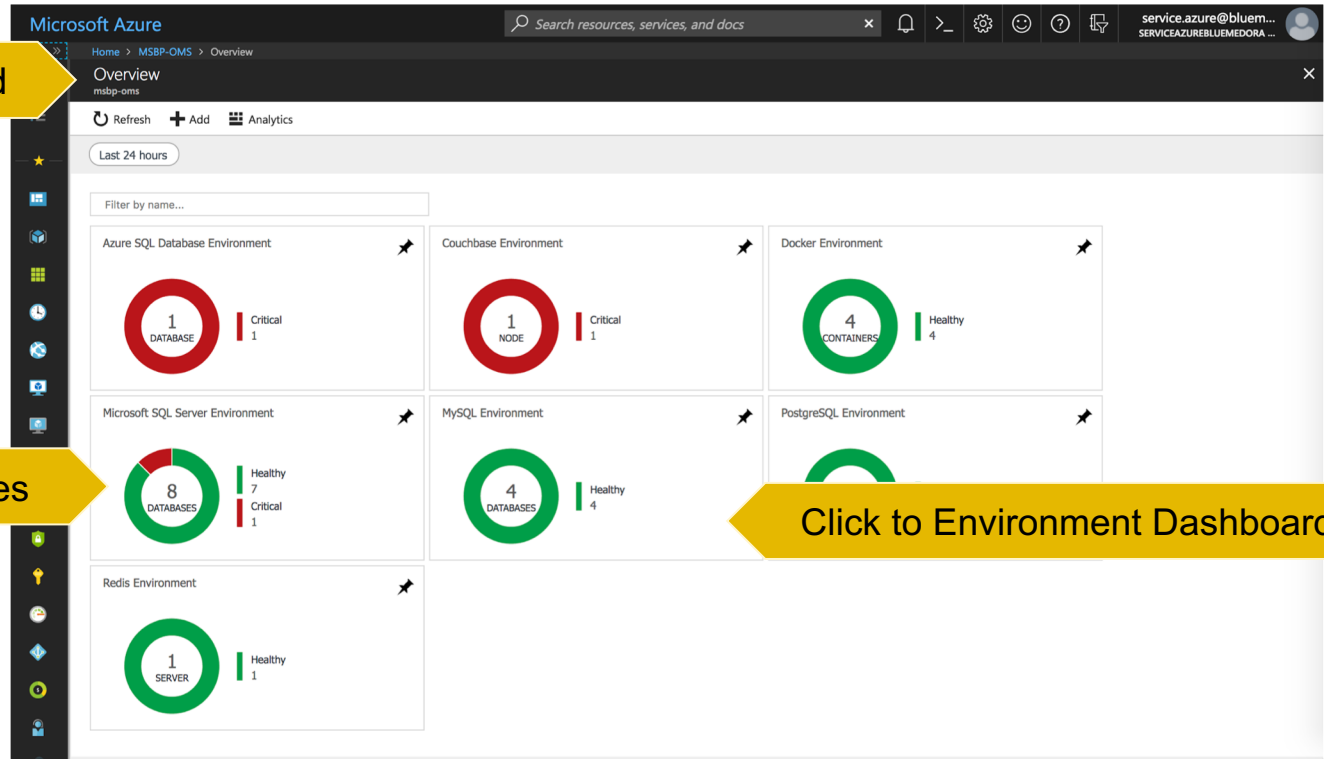 Microsoft Azure
Search resources, services, and docs
service.azure@bluem...
SERVICEAZUREBLUEMEDORA ...
Home > MSBP-OMS > Overview
Overview
msbp-oms
Refresh Add Analytics
Last 24 hours
Filter by name...
Azure SQL Database Environment
1
DATABASE
Critical
1
Couchbase Environment
1
NODE
Critical
1
Docker Environment
4
CONTAINERS
Healthy
4
Microsoft SQL Server Environment
8
DATABASES
Healthy
7
Critical
1
MySQL Environment
4
DATABASES
Healthy
4
PostgreSQL Environment
Click to Environment Dashboard
Redis Environment
1
SERVER
Healthy
1